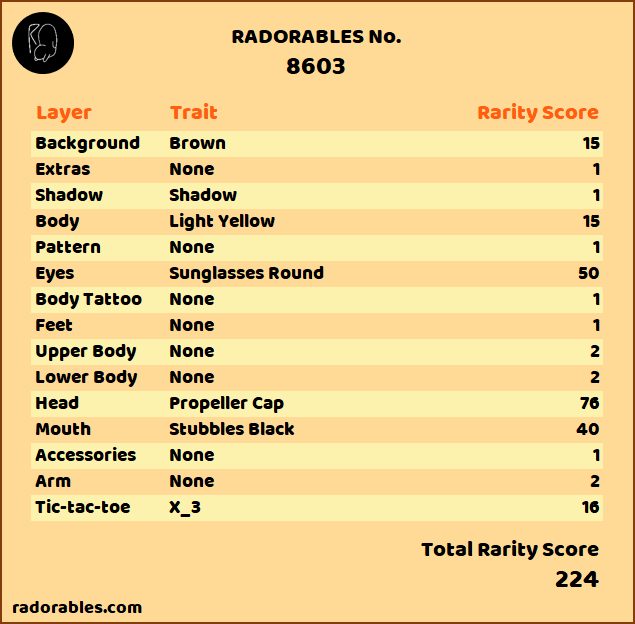 RADORABLES No.
8603
Layer Trait Rarity Score
Background Brown 15
Extras None 1
Shadow Shadow 1
Body Light Yellow 15
Pattern None 1
Eyes Sunglasses Round 50
Body Tattoo None 1
Feet None 1
Upper Body None 2
Lower Body None 2
Head Propeller Cap 76
Mouth Stubbles Black 40
Accessories None 1
Arm None 2
Tic-tac-toe X_3 16
Total Rarity Score
224
radorables.com